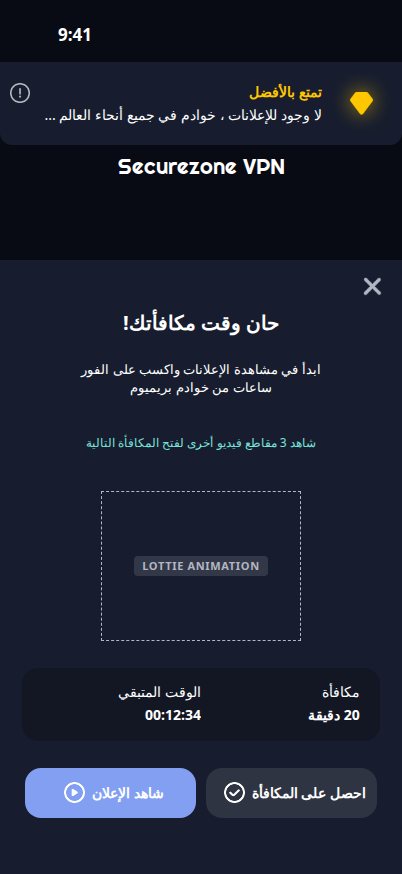 9:41
تمتع بالأفضل
لا وجود للإعلانات ، خوادم في جميع أنحاء العالم ...
Securezone VPN
حان وقت مكافأتك!
ابدأ في مشاهدة الإعلانات واكسب على الفور
ساعات من خوادم بريميوم
شاهد 3 مقاطع فيديو أخرى لفتح المكافأة التالية
LOTTIE ANIMATION
مكافأة
20 دقيقة
الوقت المتبقي
00:12:34
احصل على المكافأة
شاهد الإعلان